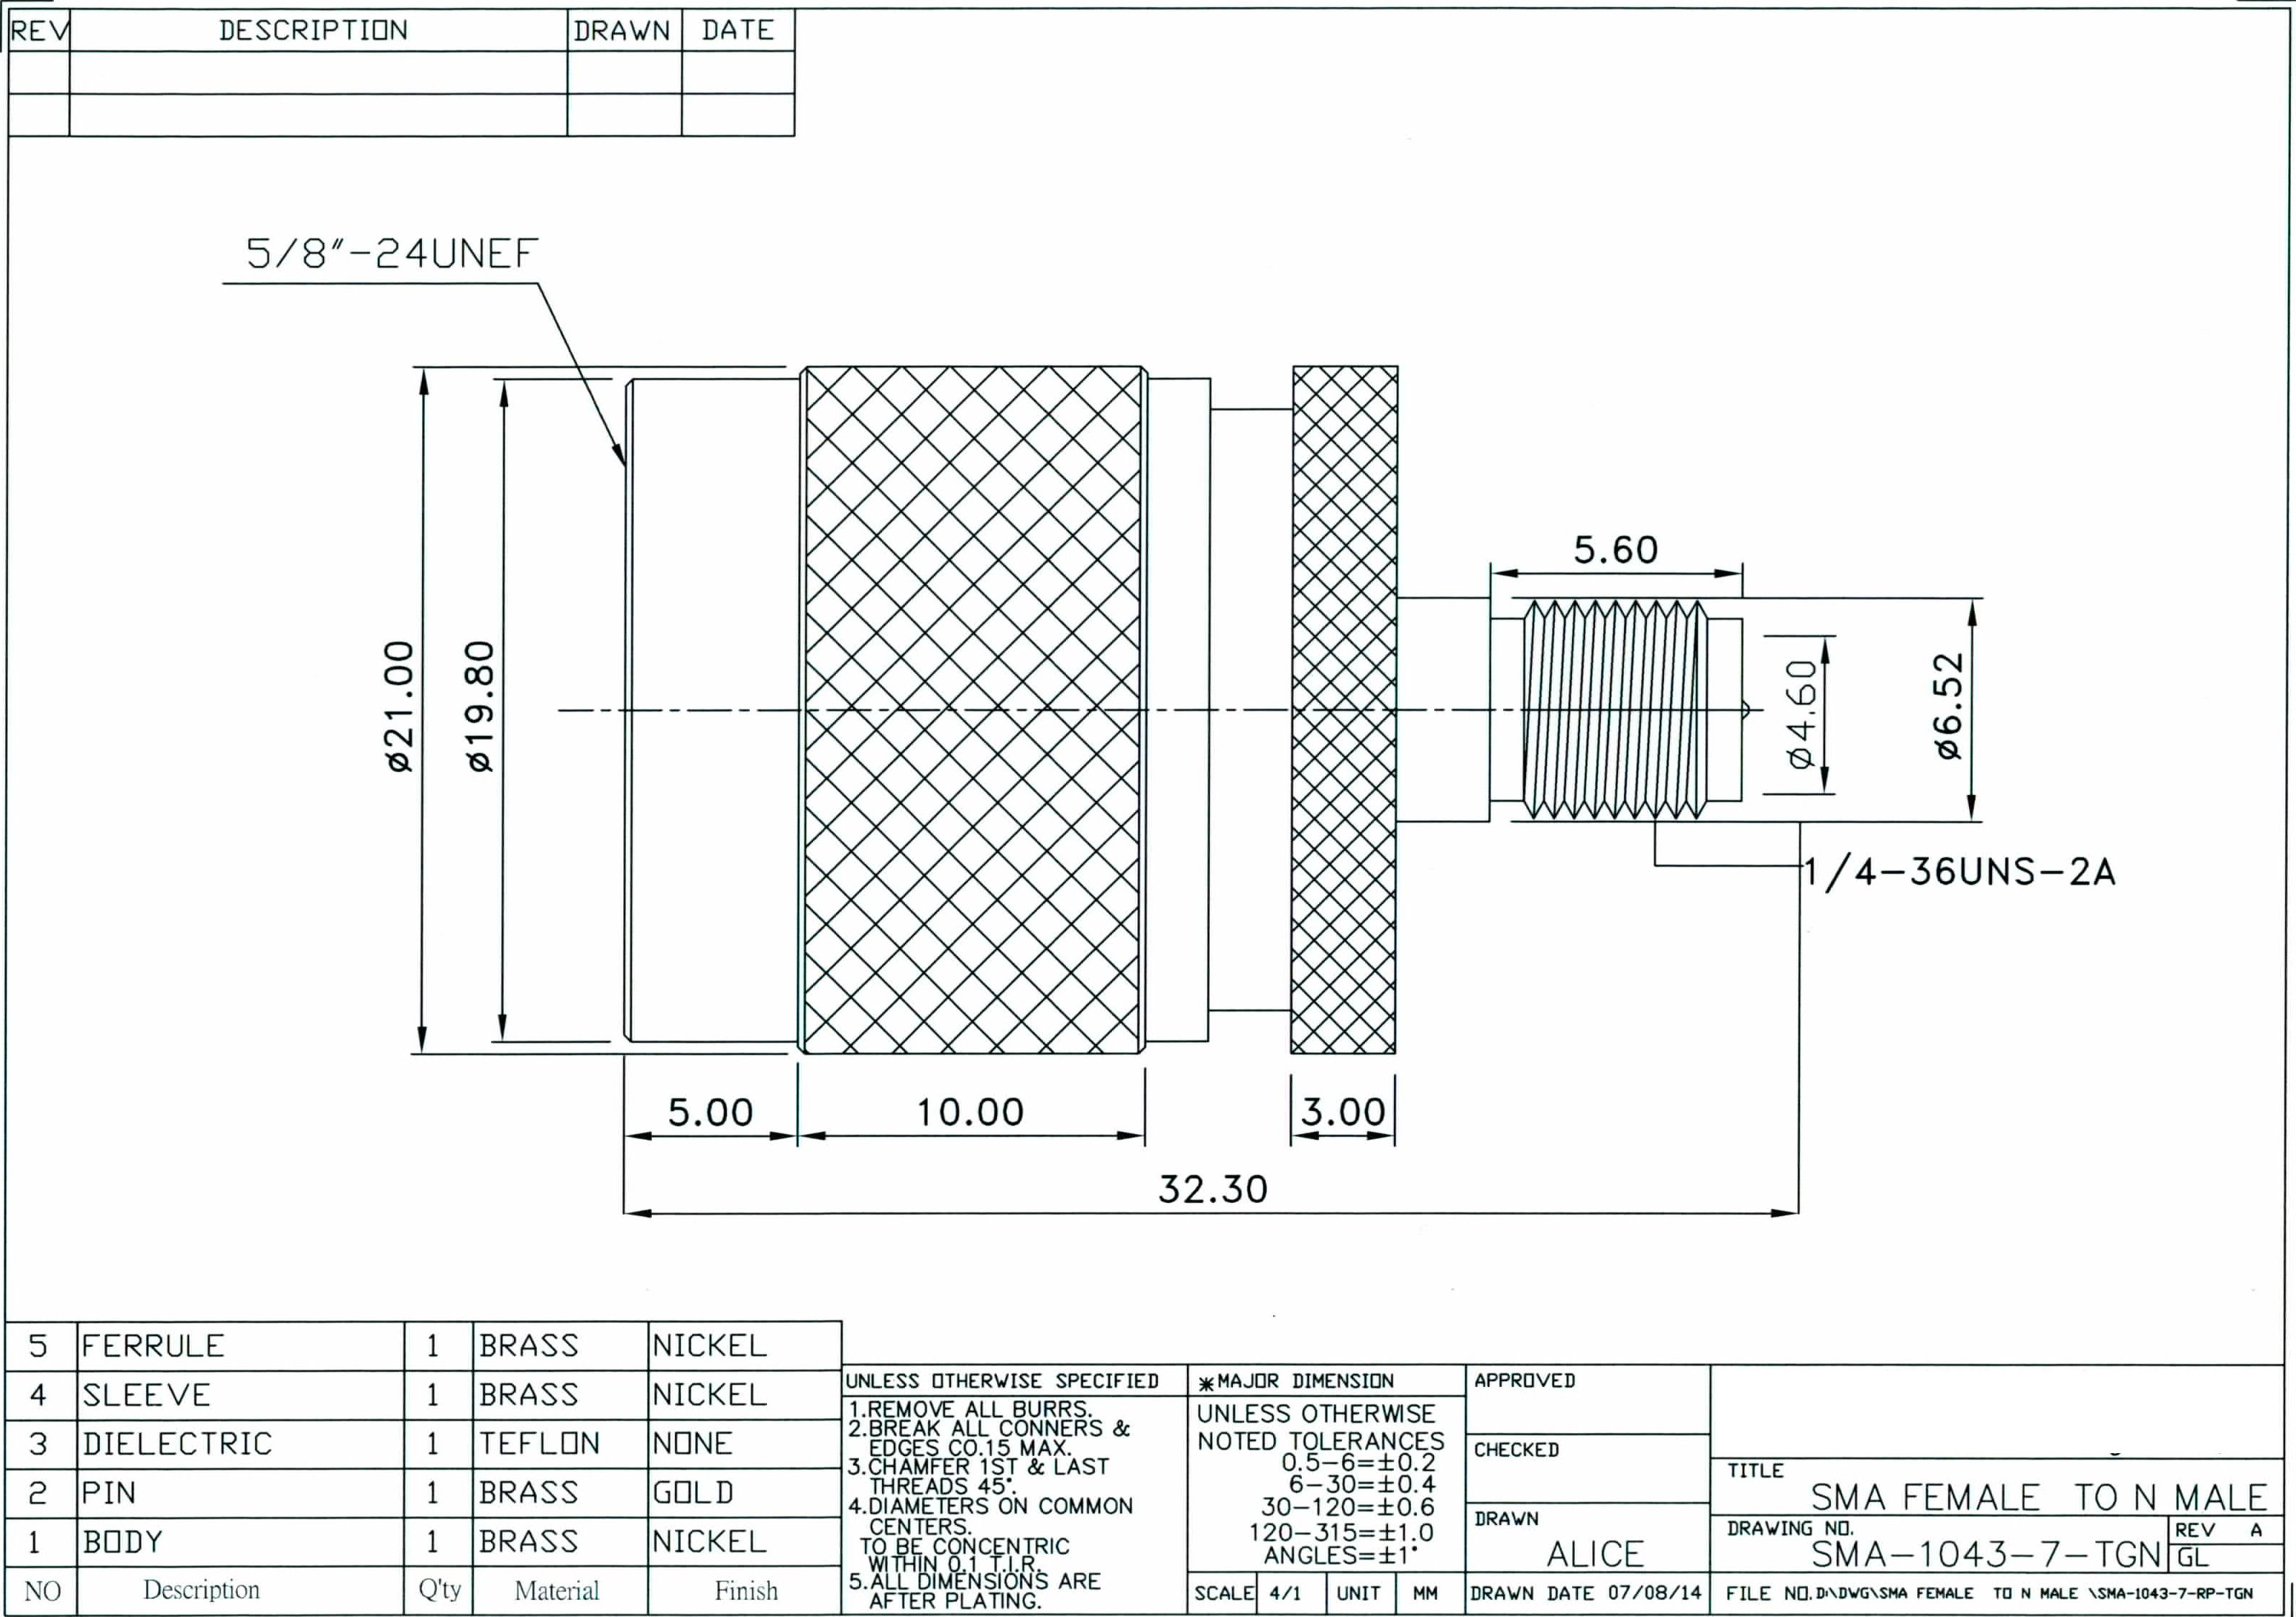 REV DESCRIPTION DRAWN DATE
5/8"-24UNEF
5.60
ø21.00
ø19.80
ø4.60
ø6.52
1/4-36UNS-2A
5.00
10.00
3.00
32.30
5 FERRULE 1 BRASS NICKEL
4 SLEEVE 1 BRASS NICKEL
3 DIELECTRIC 1 TEFLON NONE
2 PIN 1 BRASS GOLD
1 BODY 1 BRASS NICKEL
NO Description Q'ty Material Finish
UNLESS OTHERWISE SPECIFIED
1.REMOVE ALL BURRS.
2.BREAK ALL CONNERS &
EDGES CO.15 MAX.
3.CHAMFER 1ST & LAST
THREADS 45°.
4.DIAMETERS ON COMMON
CENTERS.
TO BE CONCENTRIC
WITHIN 0.1 T.I.R.
5.ALL DIMENSIONS ARE
AFTER PLATING.
*MAJOR DIMENSION
UNLESS OTHERWISE
NOTED TOLERANCES
0.5-6=±0.2
6-30=±0.4
30-120=±0.6
120-315=±1.0
ANGLES=±1°
SCALE 4/1 UNIT MM
APPROVED
CHECKED
DRAWN
ALICE
DRAWN DATE 07/08/14
TITLE
SMA FEMALE TO N MALE
DRAWING NO.
SMA-1043-7-TGN
REV A
GL
FILE NO. D:\DWG\SMA FEMALE TO N MALE \SMA-1043-7-RP-TGN